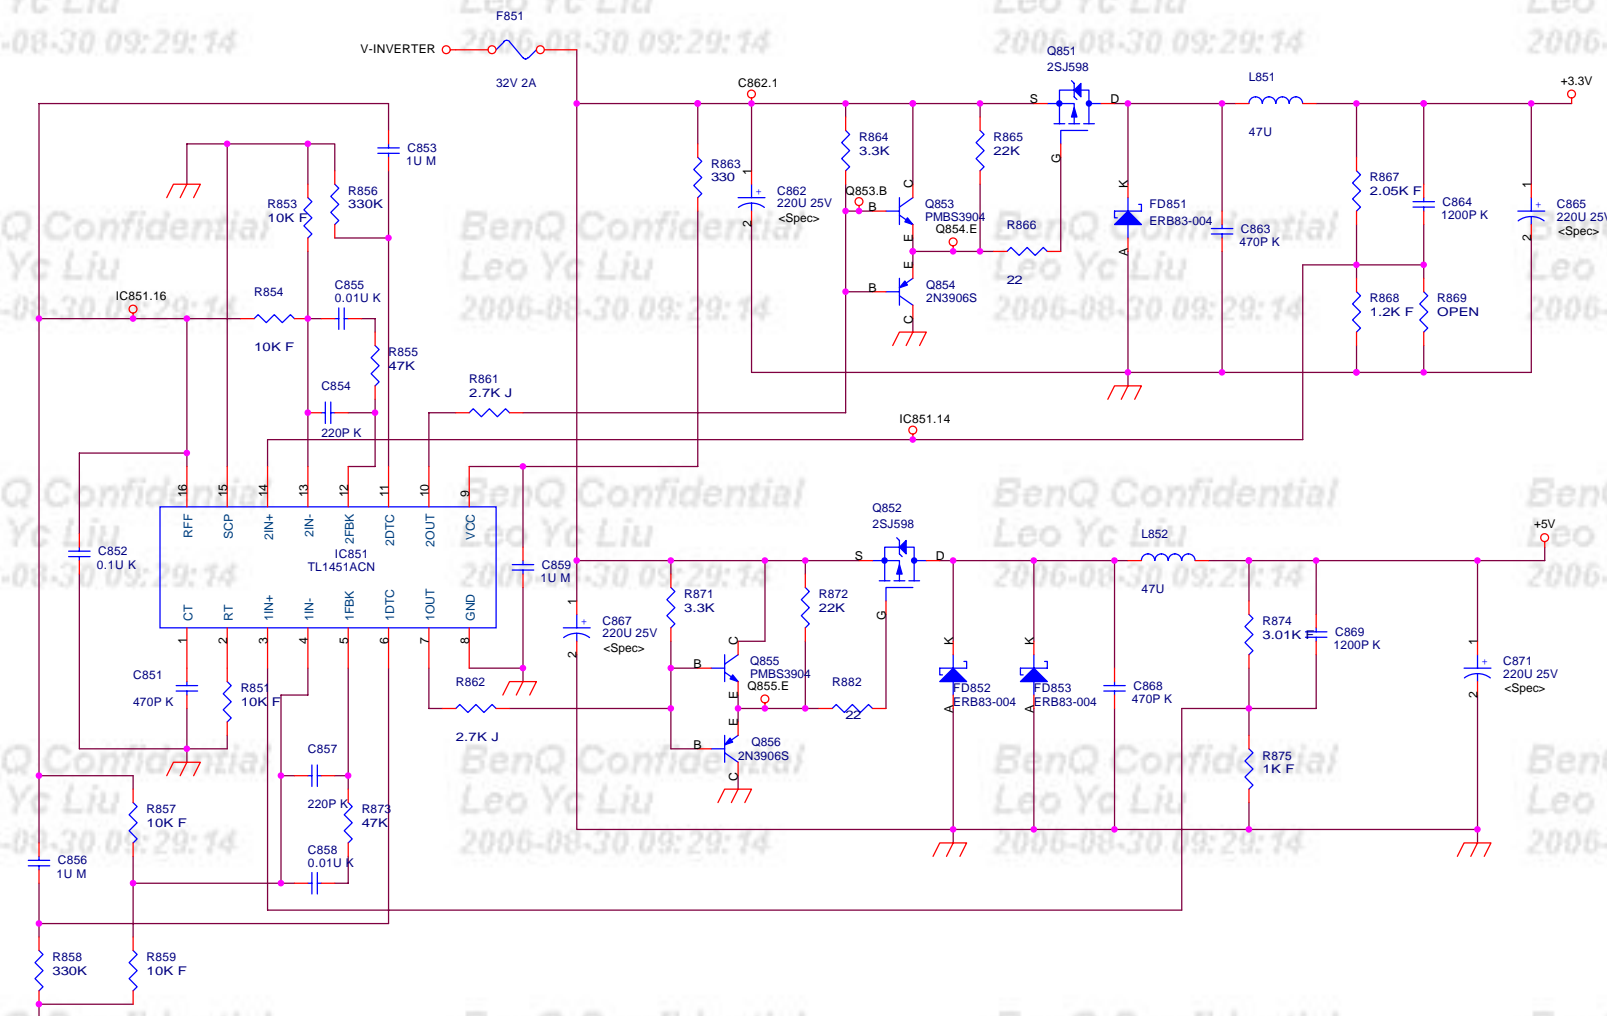 Leo Yc Liu
2006-08-30 09:29:14
BenQ Confidential
F851
V-INVERTER
32V 2A
C862.1
Q851
2SJ598
S
D
G
L851
47U
+3.3V
C853
1U M
R853
10K F
R856
330K
R863
330
C862
220U 25V
<Spec>
1
2
R864
3.3K
R865
22K
Q853.B
B
C
Q853
PMBS3904
Q854.E
E
E
R866
22
B
Q854
2N3906S
C
K
FD851
ERB83-004
A
C863
470P K
R867
2.05K F
C864
1200P K
1
C865
220U 25V
<Spec>
2
R868
1.2K F
R869
OPEN
IC851.16
R854
10K F
C855
0.01U K
R855
47K
C854
220P K
R861
2.7K J
IC851.14
16
15
14
13
12
11
10
9
RFF
SCP
2IN+
2IN-
2FBK
2DTC
2OUT
VCC
IC851
TL1451ACN
CT
RT
1IN+
1IN-
1FBK
1DTC
1OUT
GND
1
2
3
4
5
6
7
8
C852
0.1U K
C859
1U M
C851
470P K
R851
10K F
R862
2.7K J
C867
220U 25V
<Spec>
1
2
R871
3.3K
R872
22K
Q852
2SJ598
S
D
G
L852
47U
+5V
B
C
Q855
PMBS3904
Q855.E
E
E
R882
22
B
Q856
2N3906S
C
K
FD852
ERB83-004
A
K
FD853
ERB83-004
A
C868
470P K
R874
3.01K F
C869
1200P K
1
C871
220U 25V
<Spec>
2
R875
1K F
C857
220P K
R873
47K
C858
0.01U K
R857
10K F
C856
1U M
R858
330K
R859
10K F